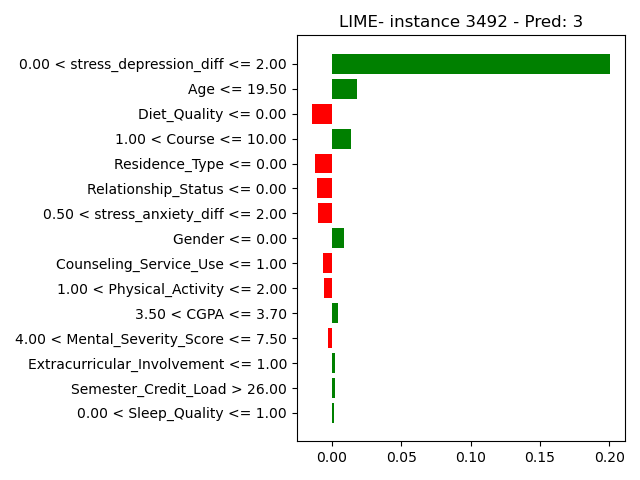 LIME- instance 3492 - Pred: 3
0.00 < stress_depression_diff <= 2.00
Age <= 19.50
Diet_Quality <= 0.00
1.00 < Course <= 10.00
Residence_Type <= 0.00
Relationship_Status <= 0.00
0.50 < stress_anxiety_diff <= 2.00
Gender <= 0.00
Counseling_Service_Use <= 1.00
1.00 < Physical_Activity <= 2.00
3.50 < CGPA <= 3.70
4.00 < Mental_Severity_Score <= 7.50
Extracurricular_Involvement <= 1.00
Semester_Credit_Load > 26.00
0.00 < Sleep_Quality <= 1.00
0.00 0.05 0.10 0.15 0.20